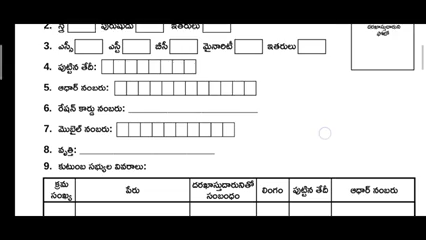 2. స్త్రీ పురుషుడు ఇతరులు
దరఖాస్తుదారుని
ఫోటో
3. ఎస్సీ ఎస్టీ బీసీ మైనారిటీ ఇతరులు
4. పుట్టిన తేదీ:
5. ఆధార్ నంబరు:
6. రేషన్ కార్డు నంబరు:
7. మొబైల్ నంబరు:
8. వృత్తి:
9. కుటుంబ సభ్యుల వివరాలు:
క్రమ సంఖ్య పేరు దరఖాస్తుదారునితో సంబంధం లింగం పుట్టిన తేదీ ఆధార్ నంబరు